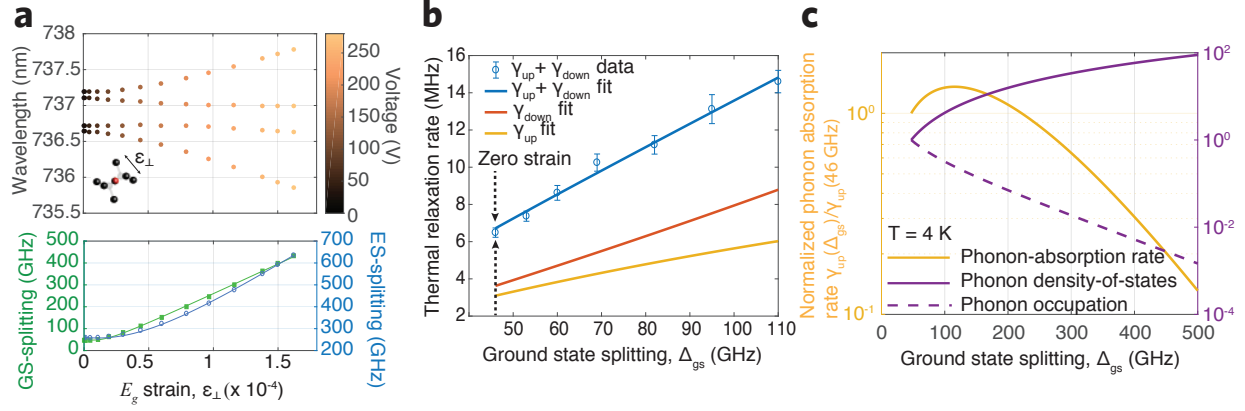 a
738
737.5
737
736.5
736
735.5
Wavelength (nm)
ε⊥
250
200
150
100
50
0
Voltage (V)
500
400
300
200
100
0
GS-splitting (GHz)
700
600
500
400
300
200
ES-splitting (GHz)
0 0.5 1 1.5
E_g strain, ε⊥ (x 10⁻⁴)
b
16
14
12
10
8
6
4
2
Thermal relaxation rate (MHz)
γ_up + γ_down data
γ_up + γ_down fit
γ_down fit
γ_up fit
Zero strain
50 60 70 80 90 100 110
Ground state splitting, Δ_gs (GHz)
c
Normalized phonon absorption
rate γ_up(Δ_gs)/γ_up(46 GHz)
10⁰
10⁻¹
10²
10⁰
10⁻²
10⁻⁴
T = 4 K
Phonon-absorption rate
Phonon density-of-states
Phonon occupation
0 100 200 300 400 500
Ground state splitting, Δ_gs (GHz)